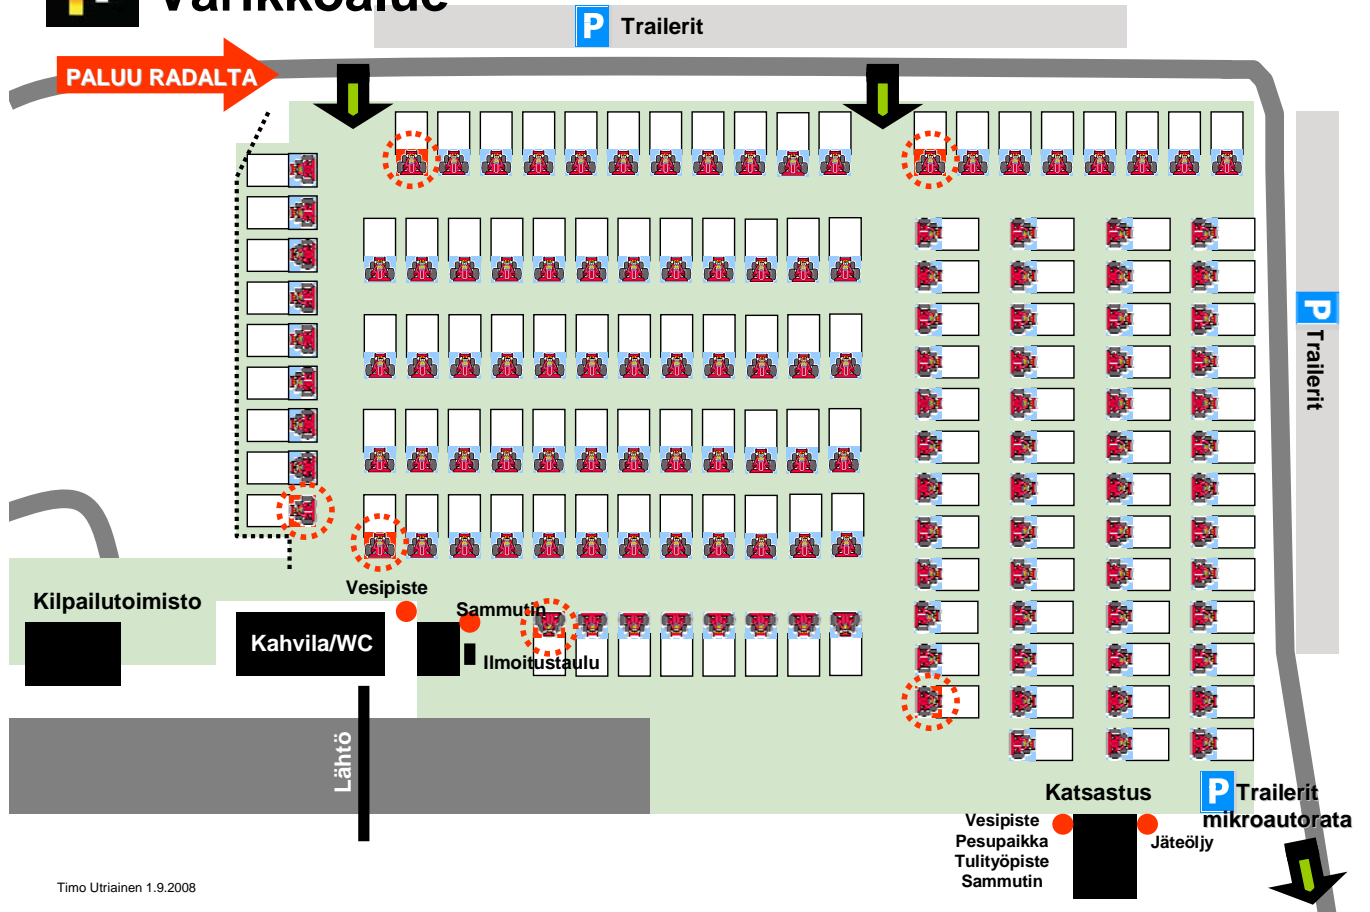 Varikkoalue
P Trailerit
PALUU RADALTA
P Trailerit
Vesipiste
Kilpailutoimisto
Sammutin
Kahvila/WC
Ilmoitustaulu
Lähtö
Katsastus
P Trailerit
mikroautorata
Vesipiste
Pesupaikka
Tulityöpiste
Sammutin
Jäteöljy
Timo Utriainen 1.9.2008